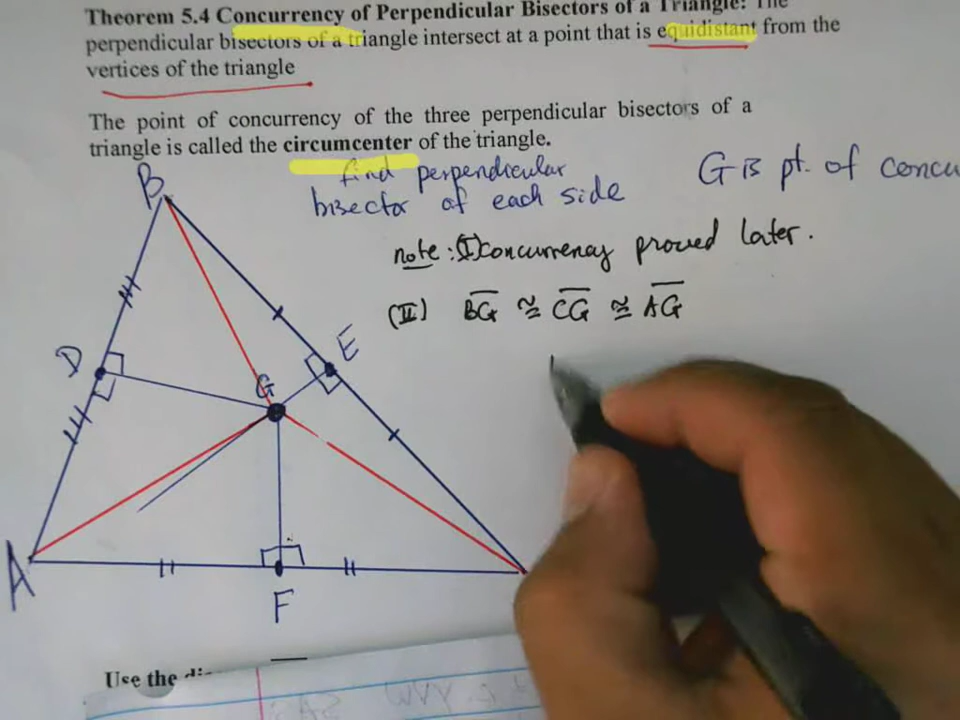 Theorem 5.4 Concurrency of Perpendicular Bisectors of a Triangle: The
perpendicular bisectors of a triangle intersect at a point that is equidistant from the
vertices of the triangle
The point of concurrency of the three perpendicular bisectors of a
triangle is called the circumcenter of the triangle.
find perpendicular
bisector of each side
G is pt. of concu
note: (I) concurrency proved later.
(II) BG ≅ CG ≅ AG
B
D
E
G
A
F
Use the